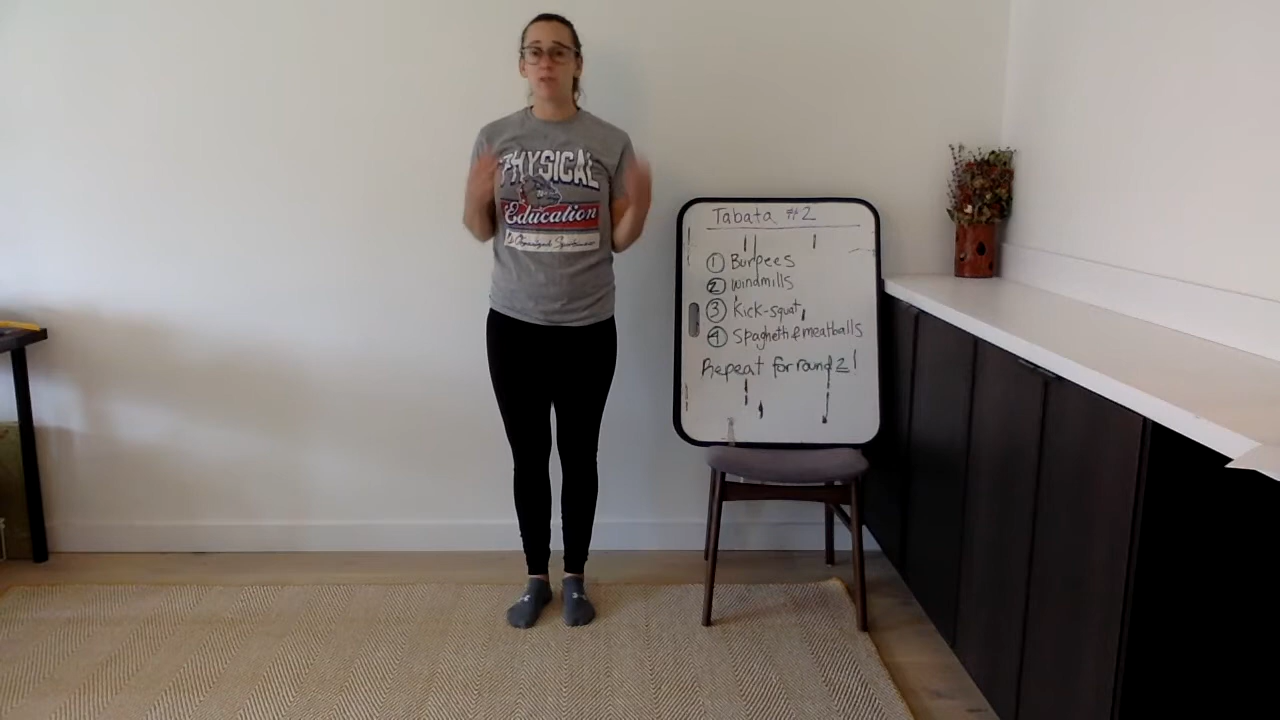 PHYSICAL
Education
Tabata #2
① Burpees
② Windmills
③ Kick-squat
④ Spaghetti & meatballs
Repeat for round 2!